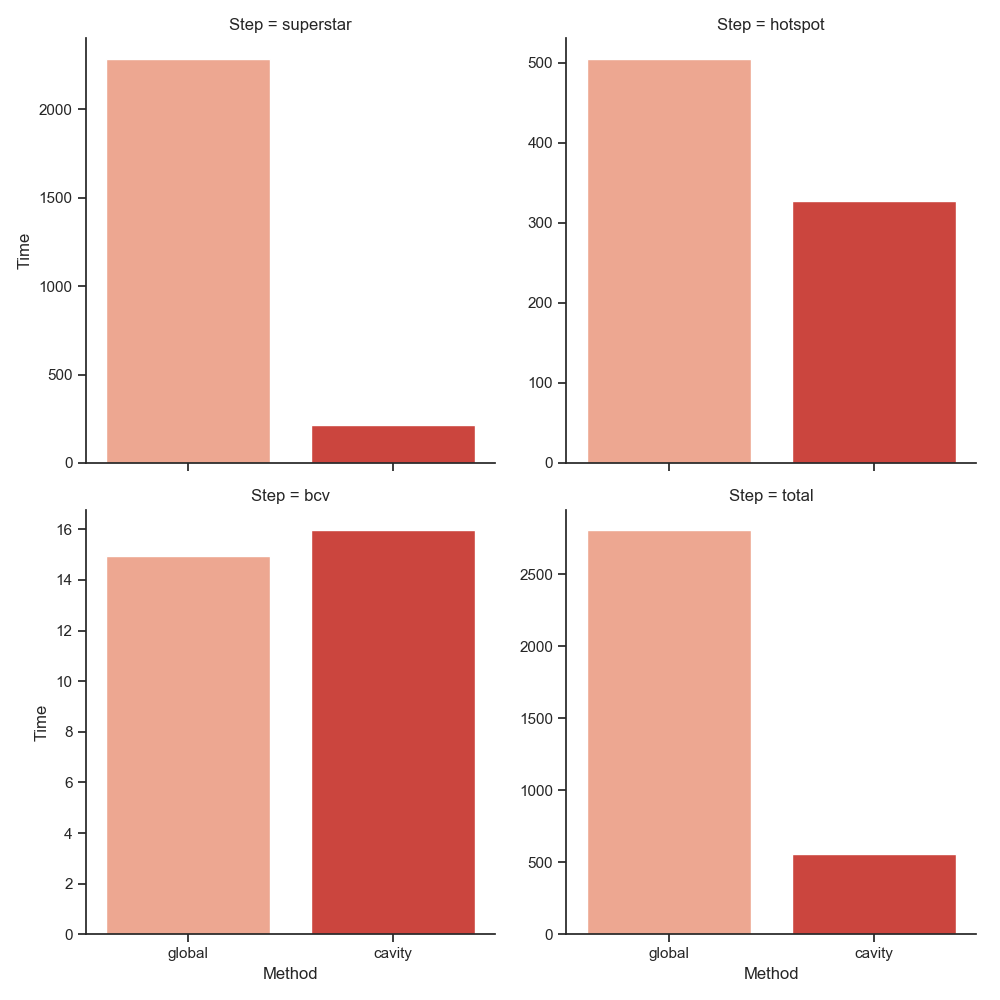 Step = superstar
Time
2000
1500
1000
500
0
Step = hotspot
500
400
300
200
100
0
Step = bcv
Time
16
14
12
10
8
6
4
2
0
global
cavity
Method
Step = total
2500
2000
1500
1000
500
0
global
cavity
Method